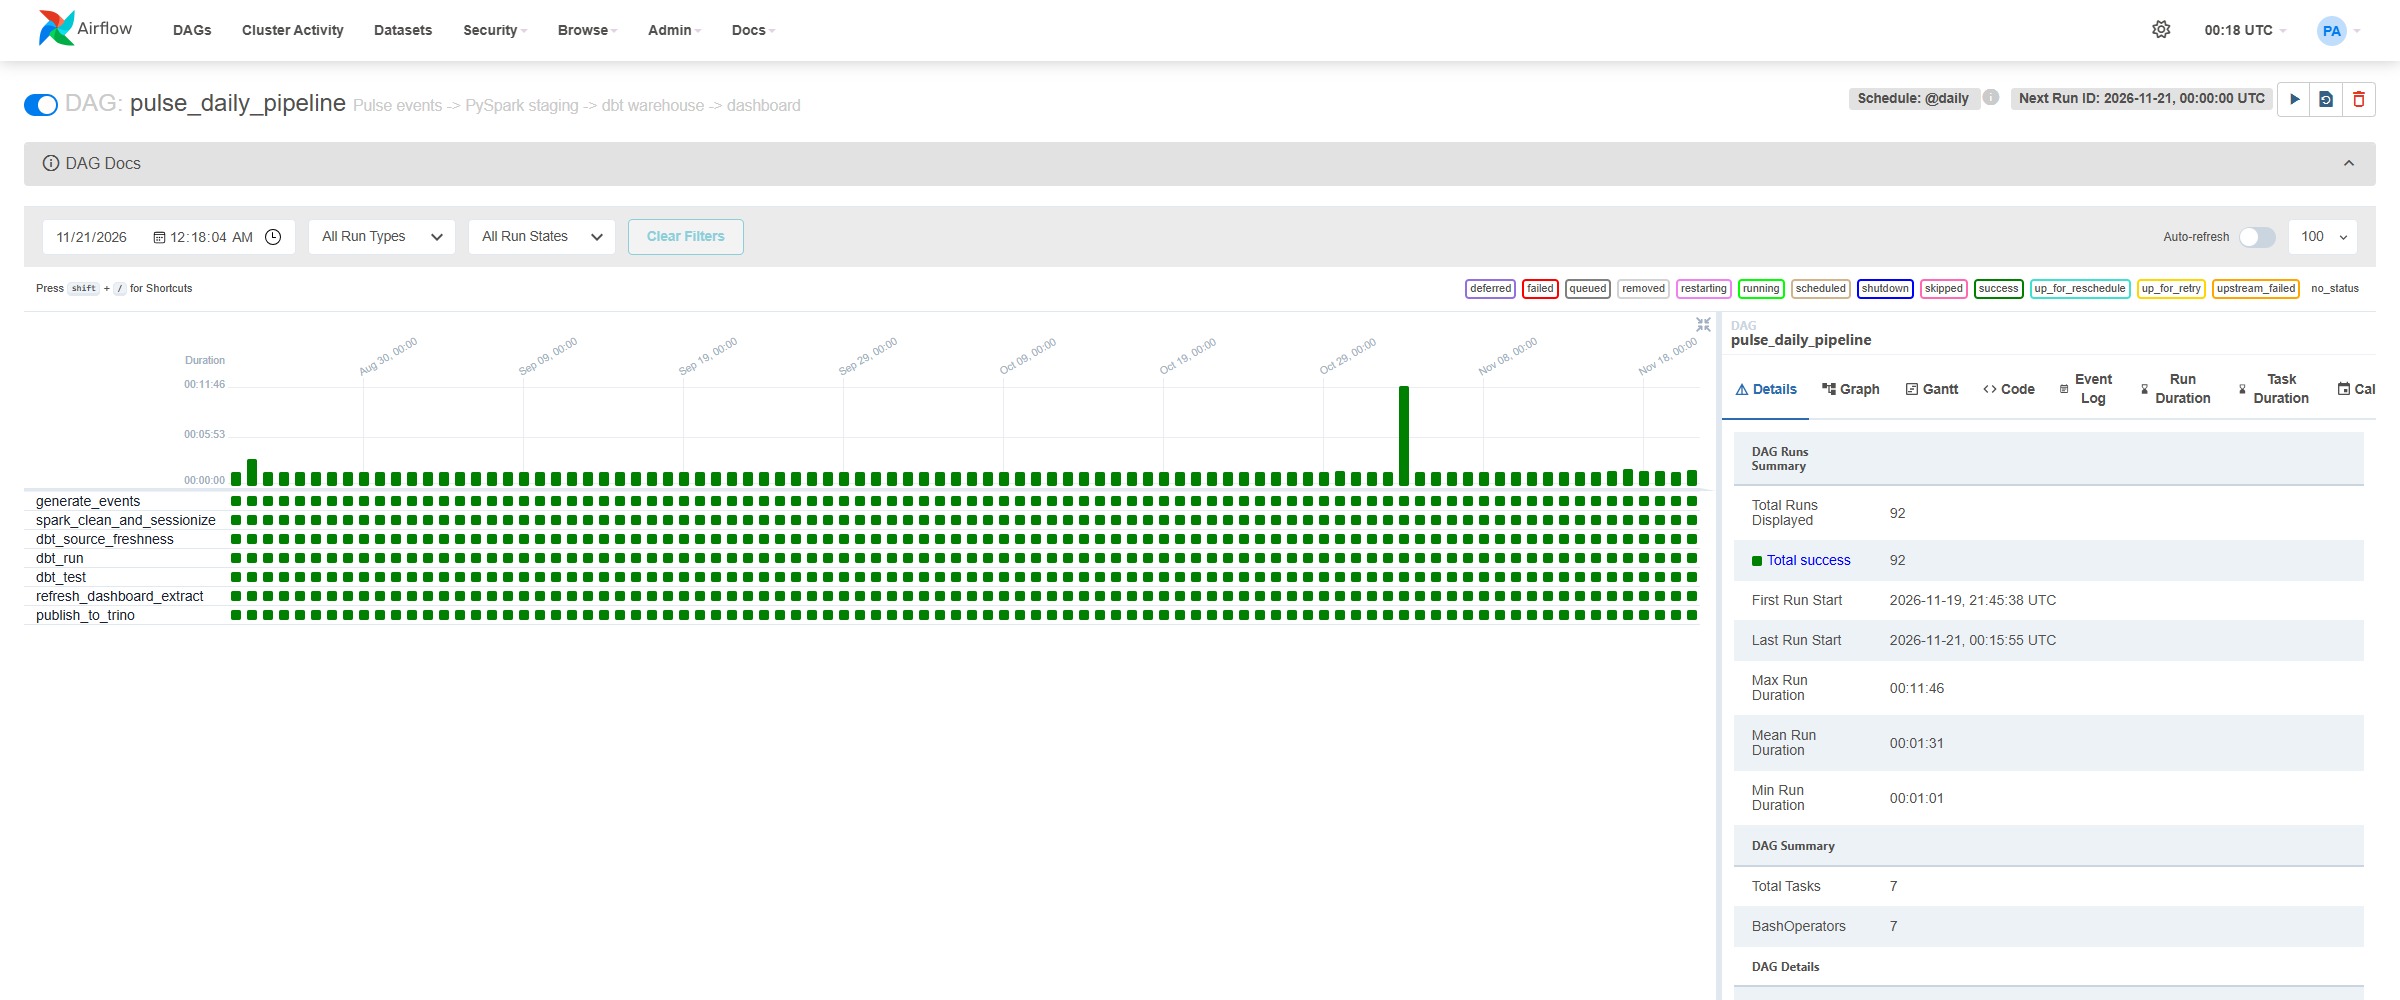 Airflow DAGs Cluster Activity Datasets Security Browse Admin Docs 00:18 UTC PA
DAG: pulse_daily_pipeline Pulse events -> PySpark staging -> dbt warehouse -> dashboard Schedule: @daily Next Run ID: 2026-11-21, 00:00:00 UTC
DAG Docs
11/21/2026 12:18:04 AM All Run Types All Run States Clear Filters Auto-refresh 100
Press shift + / for Shortcuts deferred failed queued removed restarting running scheduled shutdown skipped success up_for_reschedule up_for_retry upstream_failed no_status
Duration
00:11:46
00:05:53
00:00:00
Aug 30, 00:00 Sep 09, 00:00 Sep 19, 00:00 Sep 29, 00:00 Oct 09, 00:00 Oct 19, 00:00 Oct 29, 00:00 Nov 08, 00:00 Nov 18, 00:00
generate_events
spark_clean_and_sessionize
dbt_source_freshness
dbt_run
dbt_test
refresh_dashboard_extract
publish_to_trino
DAG
pulse_daily_pipeline
Details Graph Gantt Code Event Log Run Duration Task Duration Cal
DAG Runs Summary
Total Runs Displayed 92
Total success 92
First Run Start 2026-11-19, 21:45:38 UTC
Last Run Start 2026-11-21, 00:15:55 UTC
Max Run Duration 00:11:46
Mean Run Duration 00:01:31
Min Run Duration 00:01:01
DAG Summary
Total Tasks 7
BashOperators 7
DAG Details